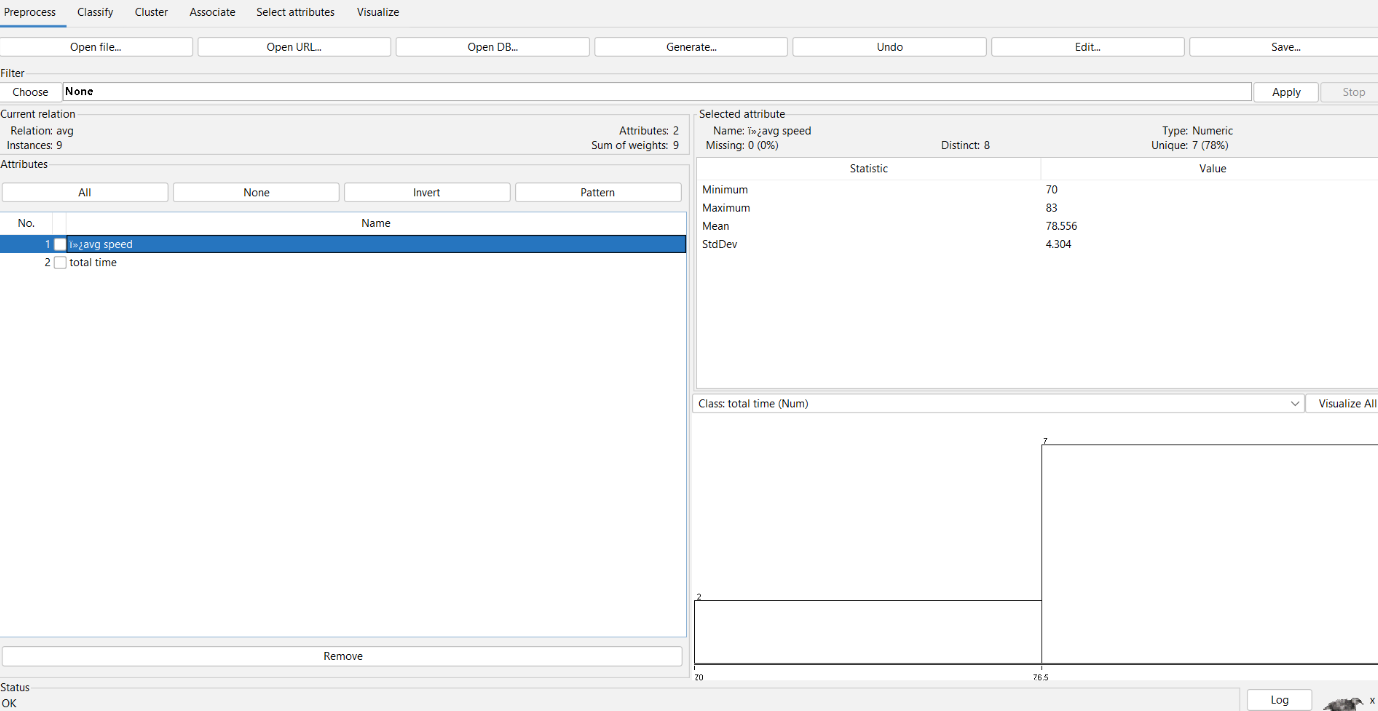 Preprocess Classify Cluster Associate Select attributes Visualize
Open file... Open URL... Open DB... Generate... Undo Edit... Save...
Filter
Choose None Apply Stop
Current relation
Relation: avg Attributes: 2
Instances: 9 Sum of weights: 9
Attributes
All None Invert Pattern
No. Name
1 ï»¿avg speed
2 total time
Remove
Selected attribute
Name: ï»¿avg speed Type: Numeric
Missing: 0 (0%) Distinct: 8 Unique: 7 (78%)
Statistic Value
Minimum 70
Maximum 83
Mean 78.556
StdDev 4.304
Class: total time (Num) Visualize All
7
2
70 76.5
Status
OK
Log x